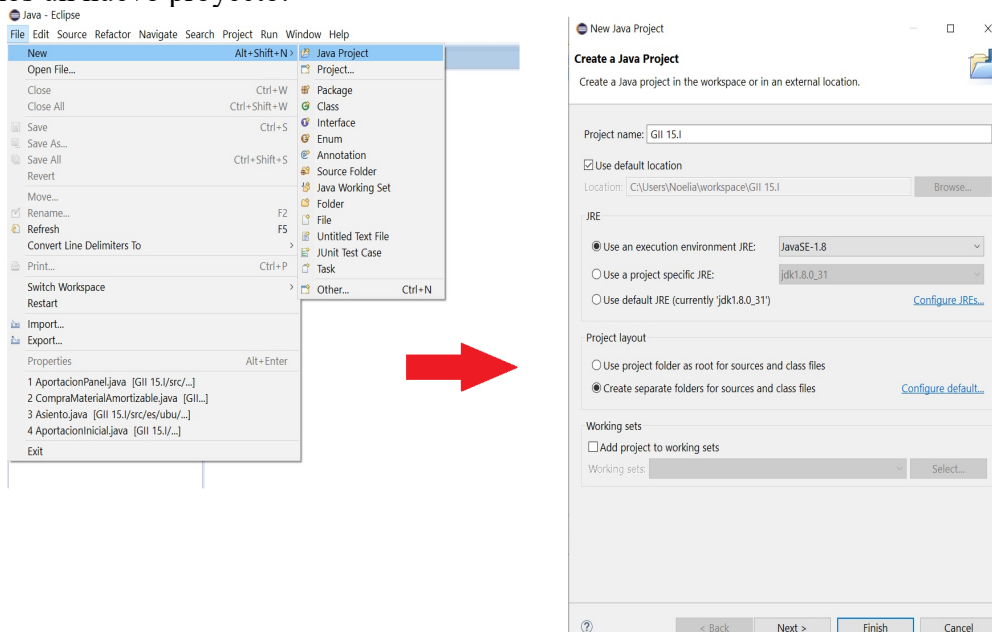 un nuevo proyecto.
Java - Eclipse
File Edit Source Refactor Navigate Search Project Run Window Help
New Alt+Shift+N >
Open File...
Close Ctrl+W
Close All Ctrl+Shift+W
Save Ctrl+S
Save As...
Save All Ctrl+Shift+S
Revert
Move...
Rename... F2
Refresh F5
Convert Line Delimiters To >
Print... Ctrl+P
Switch Workspace >
Restart
Import...
Export...
Properties Alt+Enter
1 AportacionPanel.java [GII 15.I/src/...]
2 CompraMaterialAmortizable.java [GII...]
3 Asiento.java [GII 15.I/src/es/ubu/...]
4 AportacionInicial.java [GII 15.I/...]
Exit
Java Project
Project...
Package
Class
Interface
Enum
Annotation
Source Folder
Java Working Set
Folder
File
Untitled Text File
JUnit Test Case
Task
Other... Ctrl+N
New Java Project
Create a Java Project
Create a Java project in the workspace or in an external location.
Project name: GII 15.I
Use default location
Location: C:\Users\Noelia\workspace\GII 15.I Browse...
JRE
Use an execution environment JRE: JavaSE-1.8
Use a project specific JRE: jdk1.8.0_31
Use default JRE (currently 'jdk1.8.0_31') Configure JREs...
Project layout
Use project folder as root for sources and class files
Create separate folders for sources and class files Configure default...
Working sets
Add project to working sets
Working sets: Select...
? < Back Next > Finish Cancel